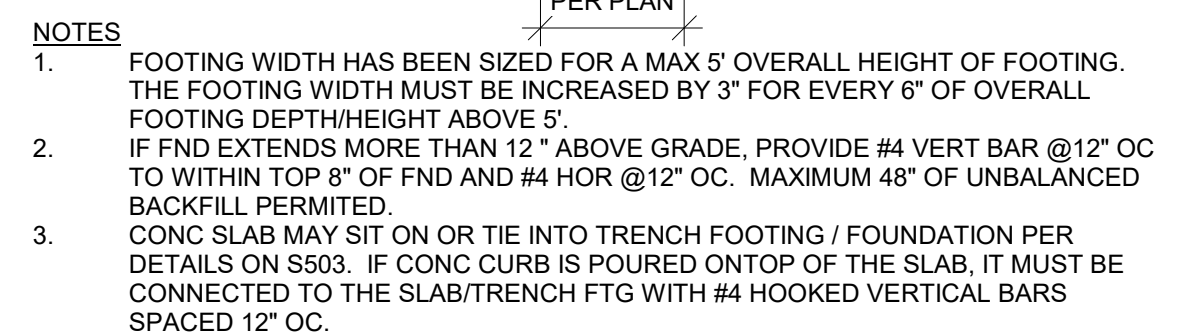 PER PLAN
NOTES
1. FOOTING WIDTH HAS BEEN SIZED FOR A MAX 5' OVERALL HEIGHT OF FOOTING.
THE FOOTING WIDTH MUST BE INCREASED BY 3" FOR EVERY 6" OF OVERALL
FOOTING DEPTH/HEIGHT ABOVE 5'.
2. IF FND EXTENDS MORE THAN 12 " ABOVE GRADE, PROVIDE #4 VERT BAR @12" OC
TO WITHIN TOP 8" OF FND AND #4 HOR @12" OC. MAXIMUM 48" OF UNBALANCED
BACKFILL PERMITED.
3. CONC SLAB MAY SIT ON OR TIE INTO TRENCH FOOTING / FOUNDATION PER
DETAILS ON S503. IF CONC CURB IS POURED ONTOP OF THE SLAB, IT MUST BE
CONNECTED TO THE SLAB/TRENCH FTG WITH #4 HOOKED VERTICAL BARS
SPACED 12" OC.